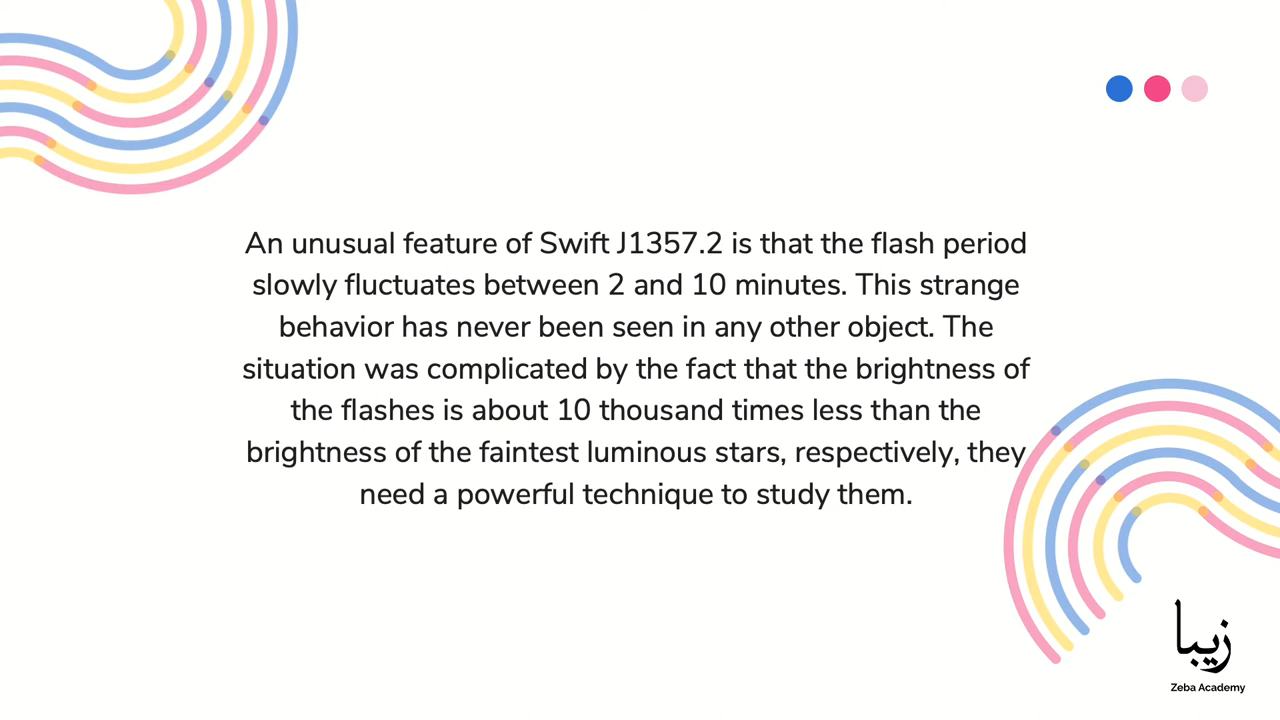 An unusual feature of Swift J1357.2 is that the flash period
slowly fluctuates between 2 and 10 minutes. This strange
behavior has never been seen in any other object. The
situation was complicated by the fact that the brightness of
the flashes is about 10 thousand times less than the
brightness of the faintest luminous stars, respectively, they
need a powerful technique to study them.
زیبا
Zeba Academy